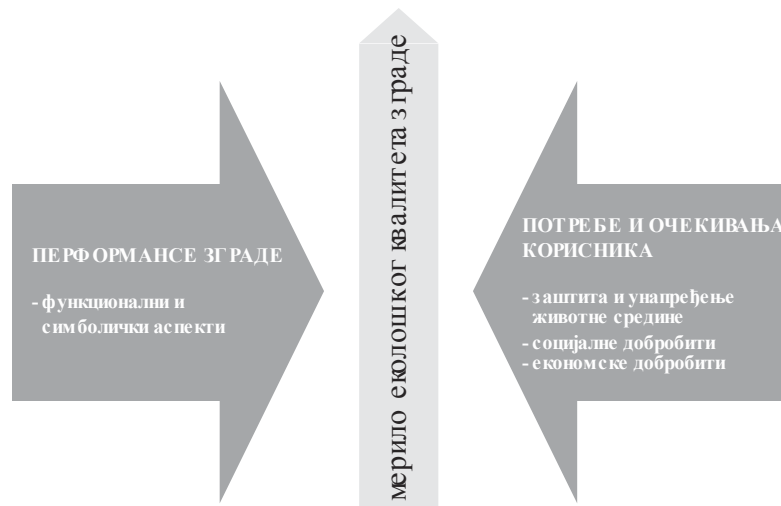 ПЕРФОРМАНСЕ ЗГРАДЕ
- функционални и
симболички аспекти
мерило еколошког квалитета зграде
ПОТРЕБЕ И ОЧЕКИВАЊА
КОРИСНИКА
- заштита и унапређење
животне средине
- социјалне добробити
- економске добробити